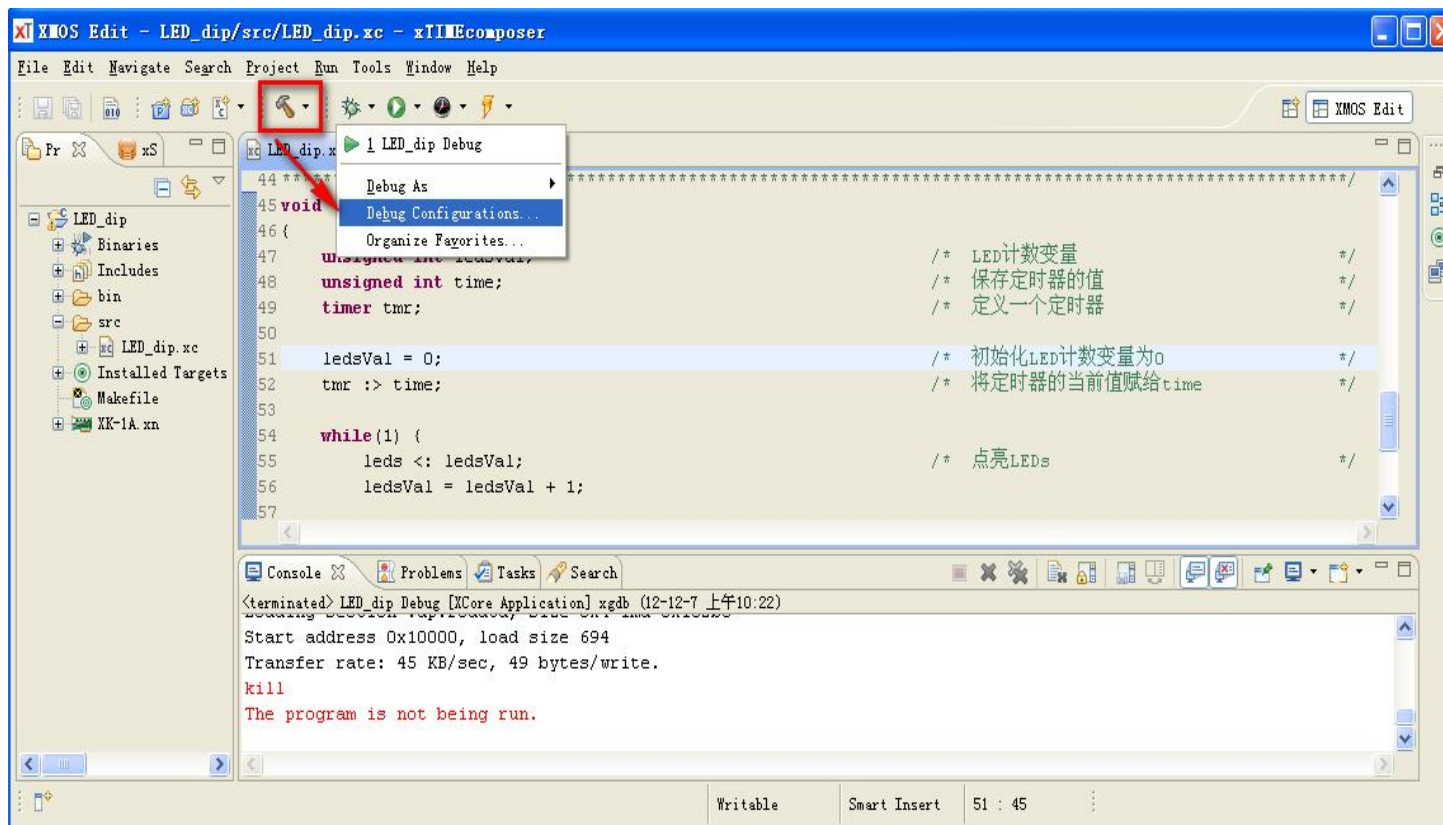 XMOS Edit - LED_dip/src/LED_dip.xc - xTIMEcomposer
File Edit Navigate Search Project Run Tools Window Help
XMOS Edit
Pr
xS
LED_dip.x
1 LED_dip Debug
Debug As
Debug Configurations...
Organize Favorites...
LED_dip
Binaries
Includes
bin
src
LED_dip.xc
Installed Targets
Makefile
XK-1A.xn
44 */
45 void
46 {
47 unsigned int ledsVal; /* LED计数变量 */
48 unsigned int time; /* 保存定时器的值 */
49 timer tmr; /* 定义一个定时器 */
50
51 ledsVal = 0; /* 初始化LED计数变量为0 */
52 tmr :> time; /* 将定时器的当前值赋给time */
53
54 while(1) {
55 leds <: ledsVal; /* 点亮LEDs */
56 ledsVal = ledsVal + 1;
57
Console Problems Tasks Search
<terminated> LED_dip Debug [XCore Application] xgdb (12-12-7 上午10:22)
Start address 0x10000, load size 694
Transfer rate: 45 KB/sec, 49 bytes/write.
kill
The program is not being run.
Writable Smart Insert 51 : 45